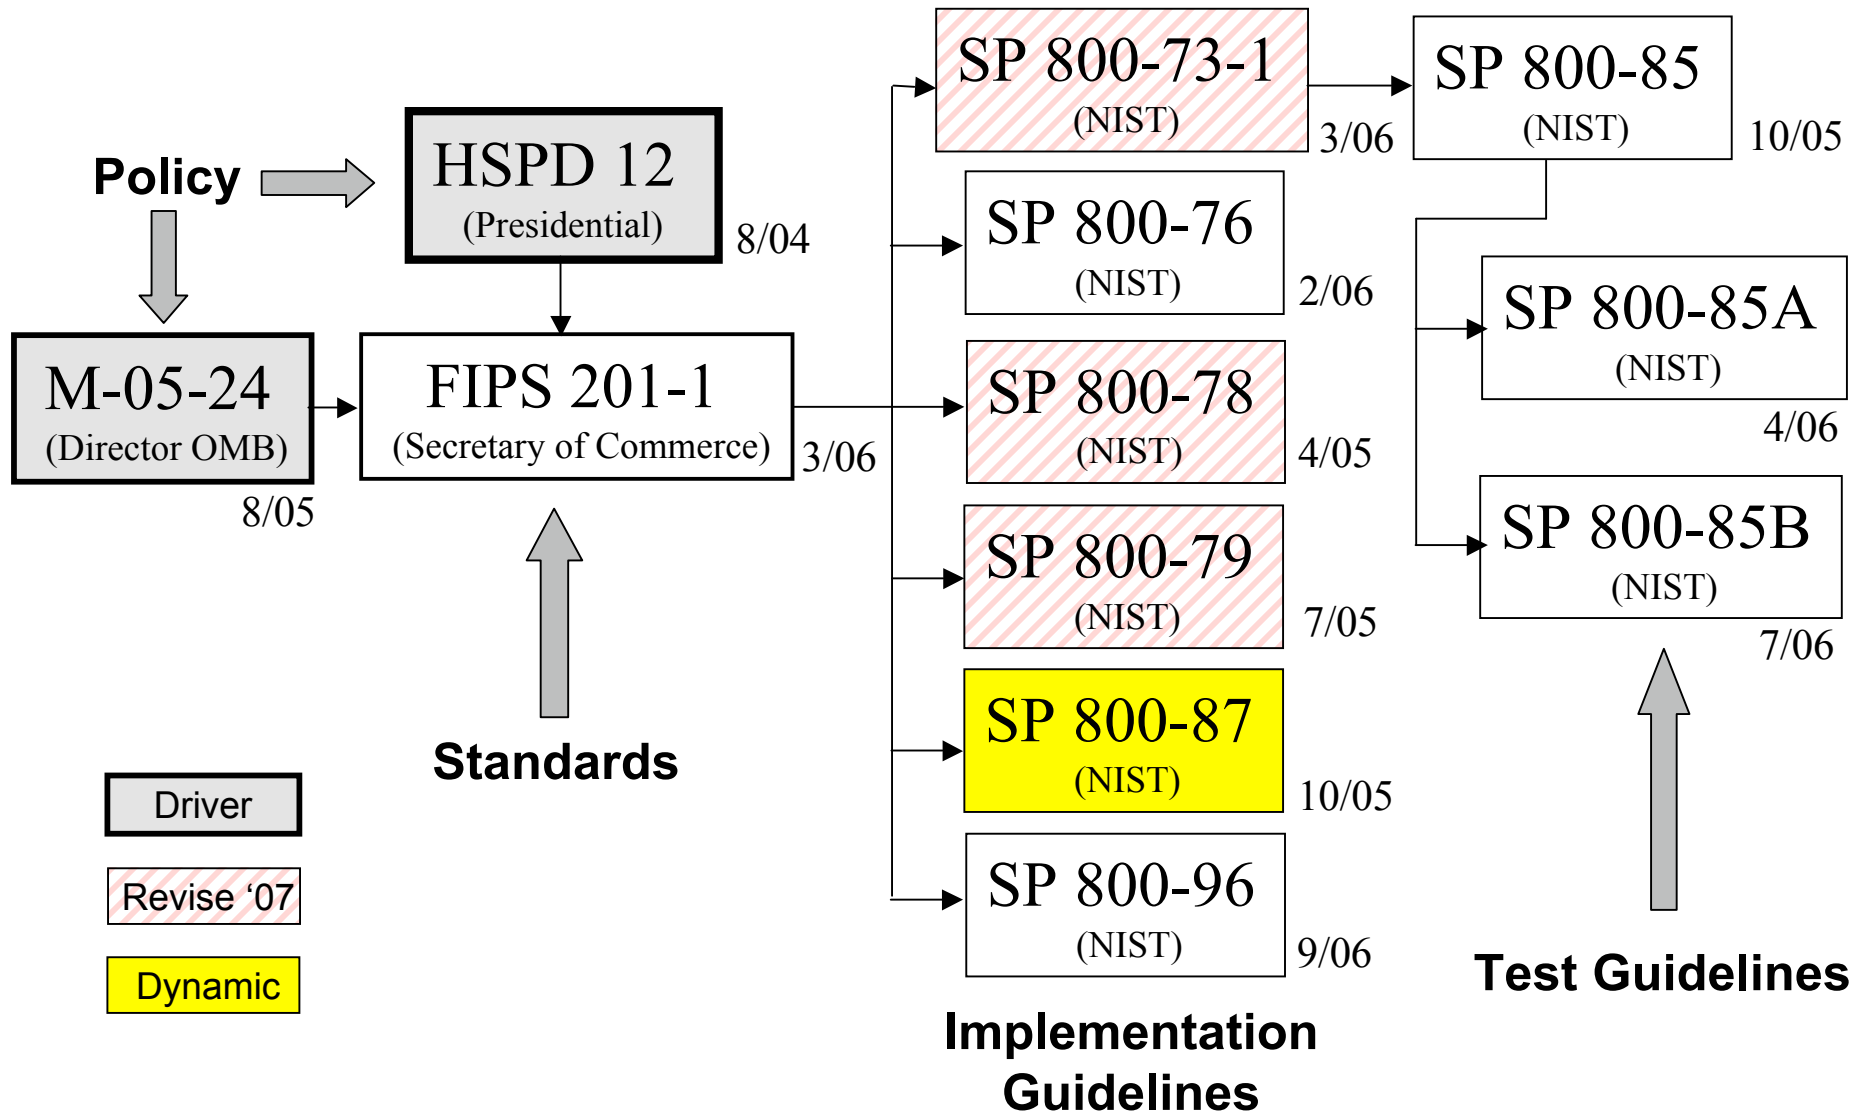 SP 800-73-1
(NIST)
3/06
SP 800-85
(NIST)
10/05
Policy
HSPD 12
(Presidential)
8/04
SP 800-76
(NIST)
2/06
SP 800-85A
(NIST)
4/06
M-05-24
(Director OMB)
8/05
FIPS 201-1
(Secretary of Commerce)
3/06
SP 800-78
(NIST)
4/05
SP 800-79
(NIST)
7/05
SP 800-85B
(NIST)
7/06
Standards
SP 800-87
(NIST)
10/05
Driver
Revise ‘07
Dynamic
SP 800-96
(NIST)
9/06
Test Guidelines
Implementation
Guidelines